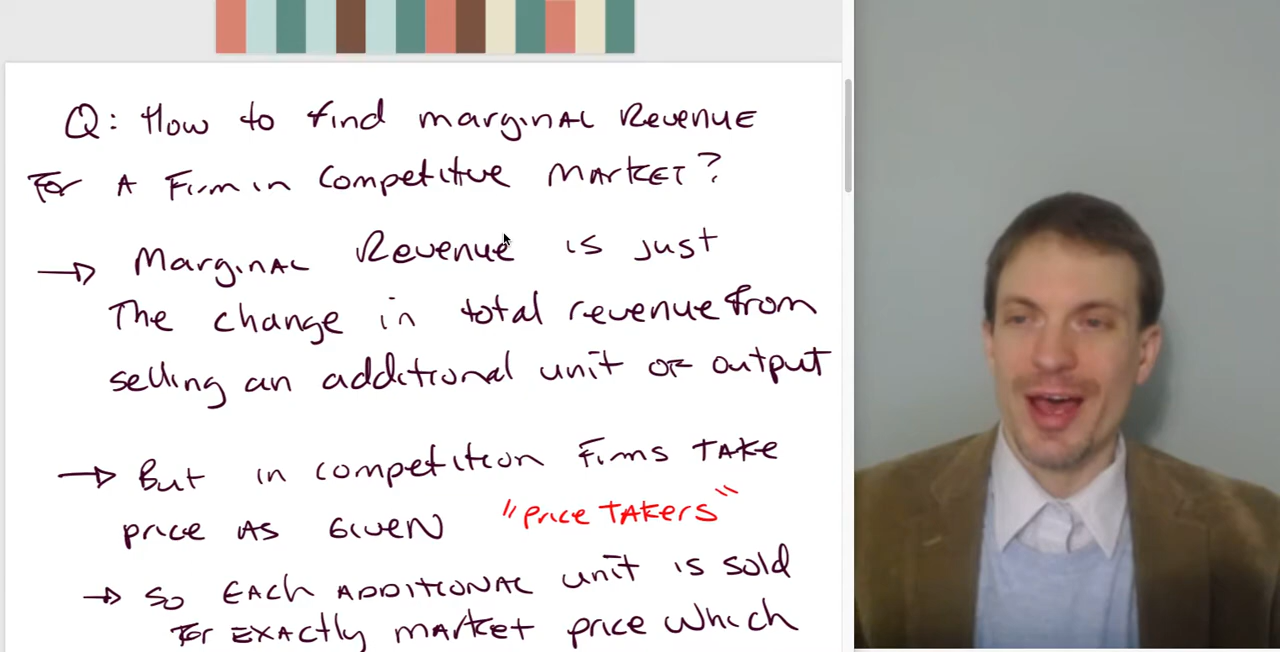 Q: How to find marginal Revenue
For A Firm in Competitive market?
→ Marginal Revenue is just
The change in total revenue from
selling an additional unit of output
→ But in competition Firms TAKE
price As Given "price TAKers"
→ So EAch ADDITIONAL unit is sold
For EXACTly market price which